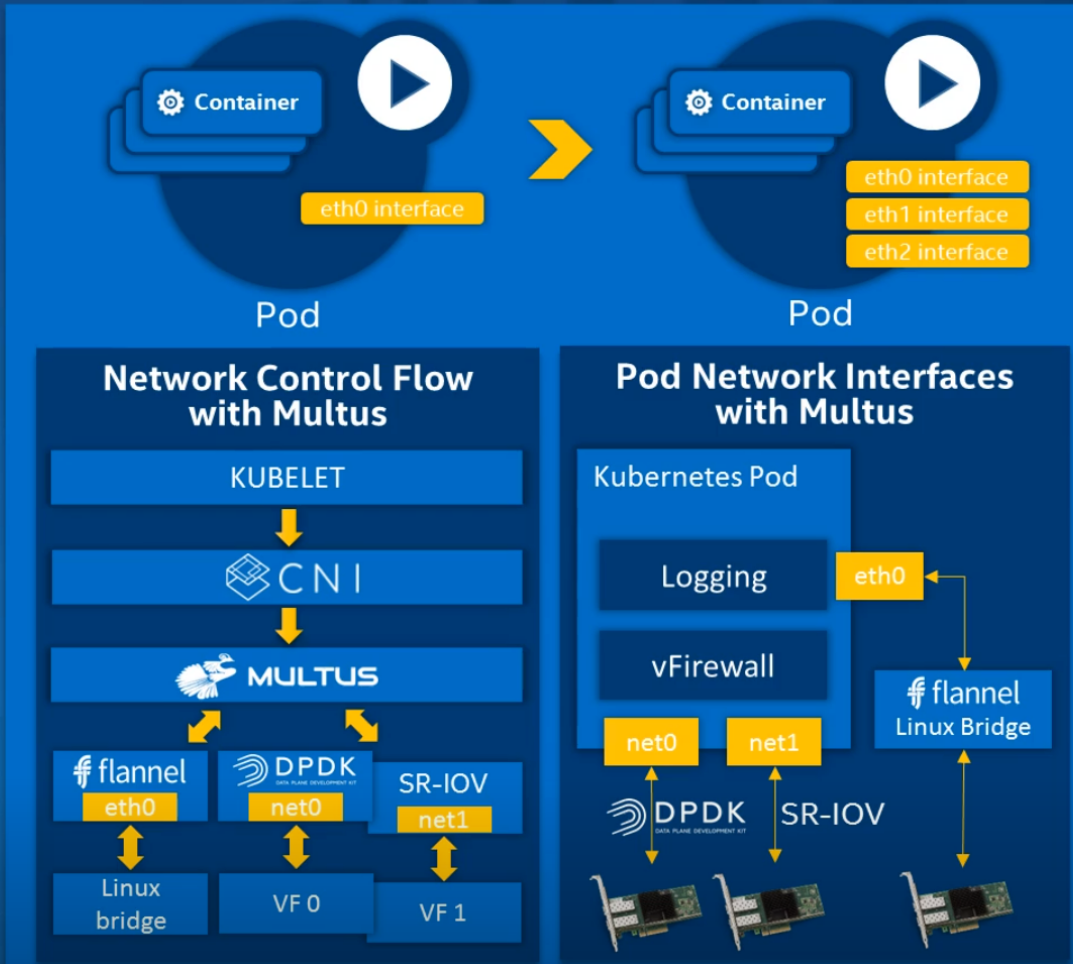 Container
eth0 interface
Pod
Container
eth0 interface
eth1 interface
eth2 interface
Pod
Network Control Flow
with Multus
KUBELET
CNI
MULTUS
flannel
eth0
DPDK
DATA PLANE DEVELOPMENT KIT
net0
SR-IOV
net1
Linux
bridge
VF 0
VF 1
Pod Network Interfaces
with Multus
Kubernetes Pod
Logging
eth0
vFirewall
flannel
Linux Bridge
net0
net1
DPDK
DATA PLANE DEVELOPMENT KIT
SR-IOV